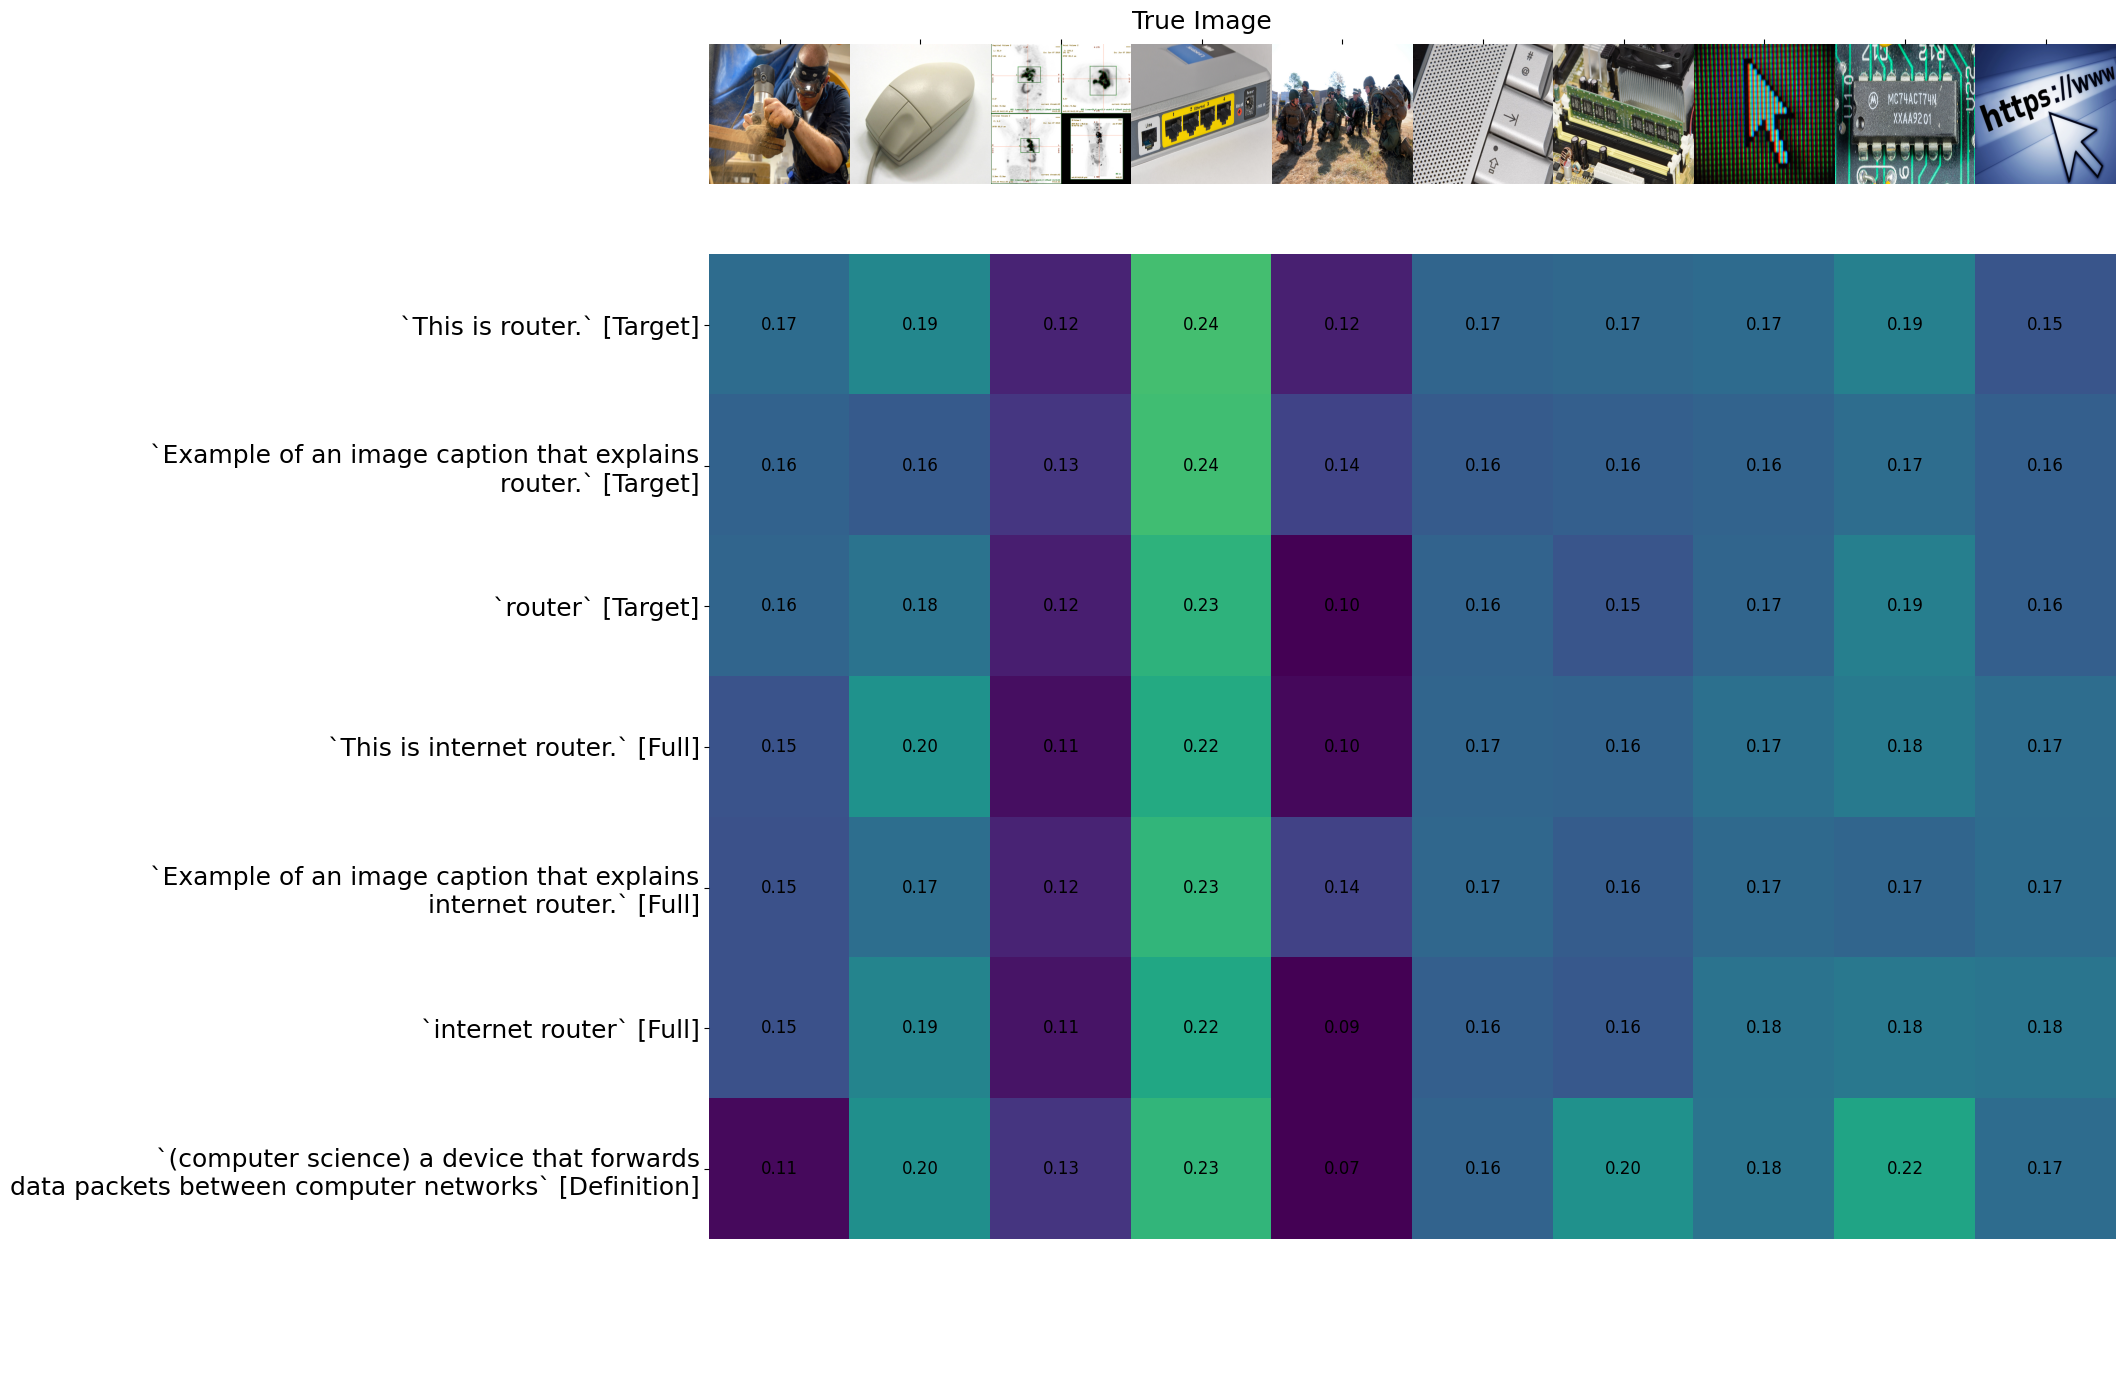 True Image
https://www
MC74ACT74N
XXAA9201
U10
R12
#
@
`This is router.` [Target]
0.17 0.19 0.12 0.24 0.12 0.17 0.17 0.17 0.19 0.15
`Example of an image caption that explains
router.` [Target]
0.16 0.16 0.13 0.24 0.14 0.16 0.16 0.16 0.17 0.16
`router` [Target]
0.16 0.18 0.12 0.23 0.10 0.16 0.15 0.17 0.19 0.16
`This is internet router.` [Full]
0.15 0.20 0.11 0.22 0.10 0.17 0.16 0.17 0.18 0.17
`Example of an image caption that explains
internet router.` [Full]
0.15 0.17 0.12 0.23 0.14 0.17 0.16 0.17 0.17 0.17
`internet router` [Full]
0.15 0.19 0.11 0.22 0.09 0.16 0.16 0.18 0.18 0.18
`(computer science) a device that forwards
data packets between computer networks` [Definition]
0.11 0.20 0.13 0.23 0.07 0.16 0.20 0.18 0.22 0.17